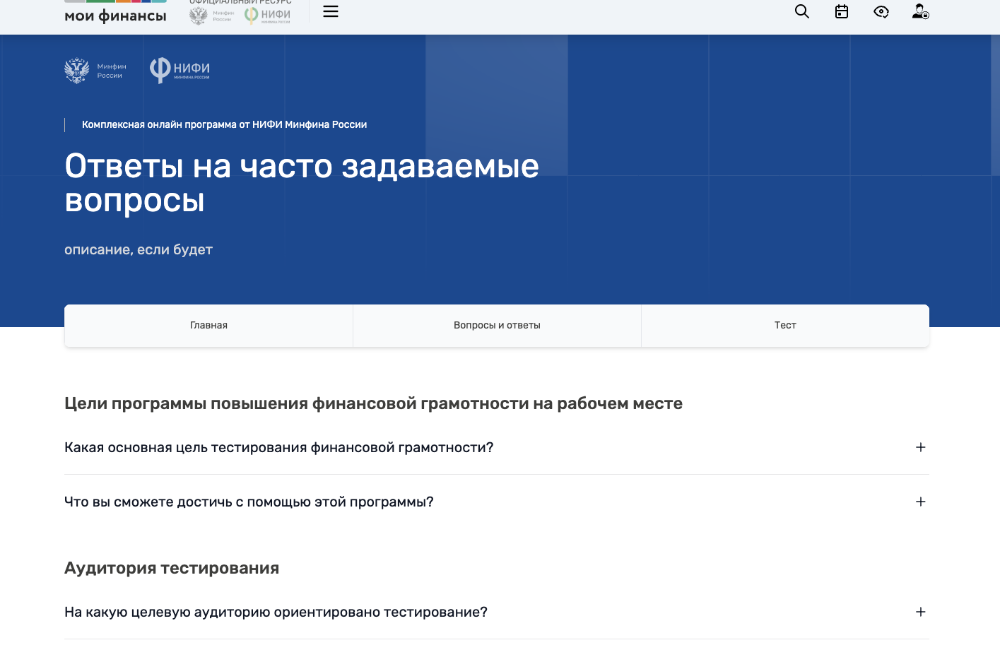 ОФИЦИАЛЬНЫЙ РЕСУРС
мои финансы
Минфин
России
НИФИ
МИНФИНА РОССИИ
Минфин
России
НИФИ
МИНФИНА РОССИИ
Комплексная онлайн программа от НИФИ Минфина России
Ответы на часто задаваемые
вопросы
описание, если будет
Главная
Вопросы и ответы
Тест
Цели программы повышения финансовой грамотности на рабочем месте
Какая основная цель тестирования финансовой грамотности?
Что вы сможете достичь с помощью этой программы?
Аудитория тестирования
На какую целевую аудиторию ориентировано тестирование?